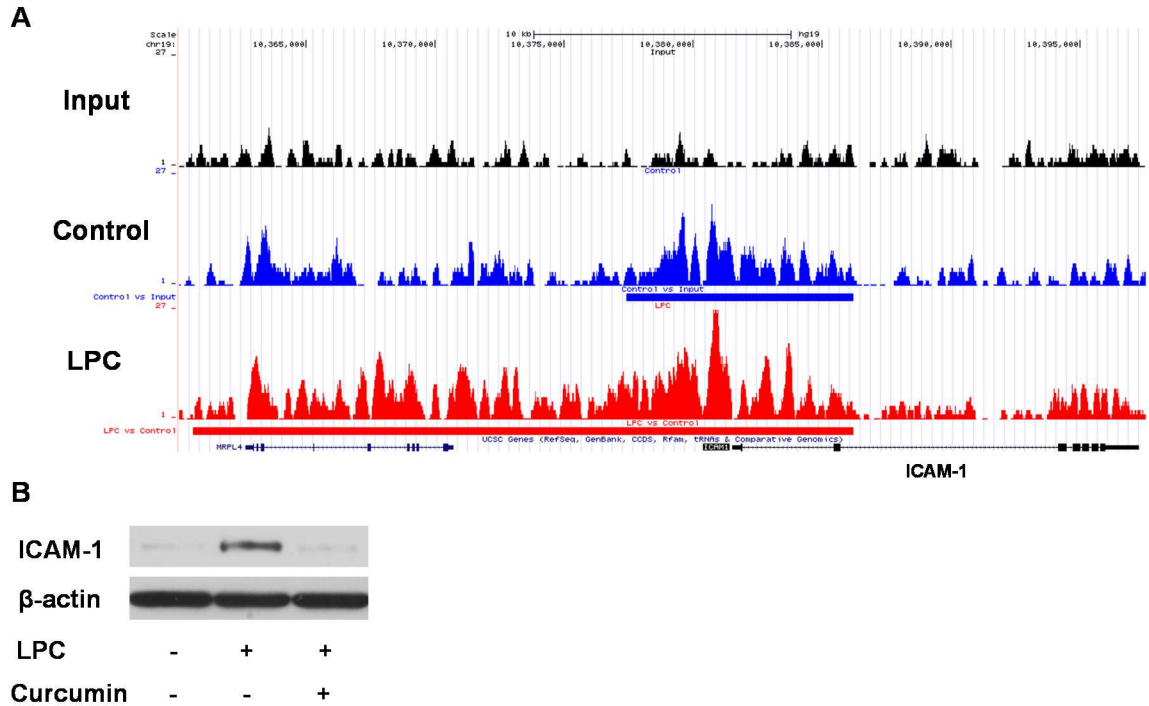 A
Scale
10 kb
hg19
chr19:
10,365,000
10,370,000
10,375,000
10,380,000
10,385,000
10,390,000
10,395,000
27 _
Input
Input
1 _
27 _
Control
Control
1 _
Control vs Input
Control vs Input
27 _
LPC
LPC
1 _
LPC vs Control
LPC vs Control
UCSC Genes (RefSeq, GenBank, CCDS, Rfam, tRNAs & Comparative Genomics)
MRPL4
ICAM1
ICAM-1
B
ICAM-1
β-actin
LPC - + +
Curcumin - - +